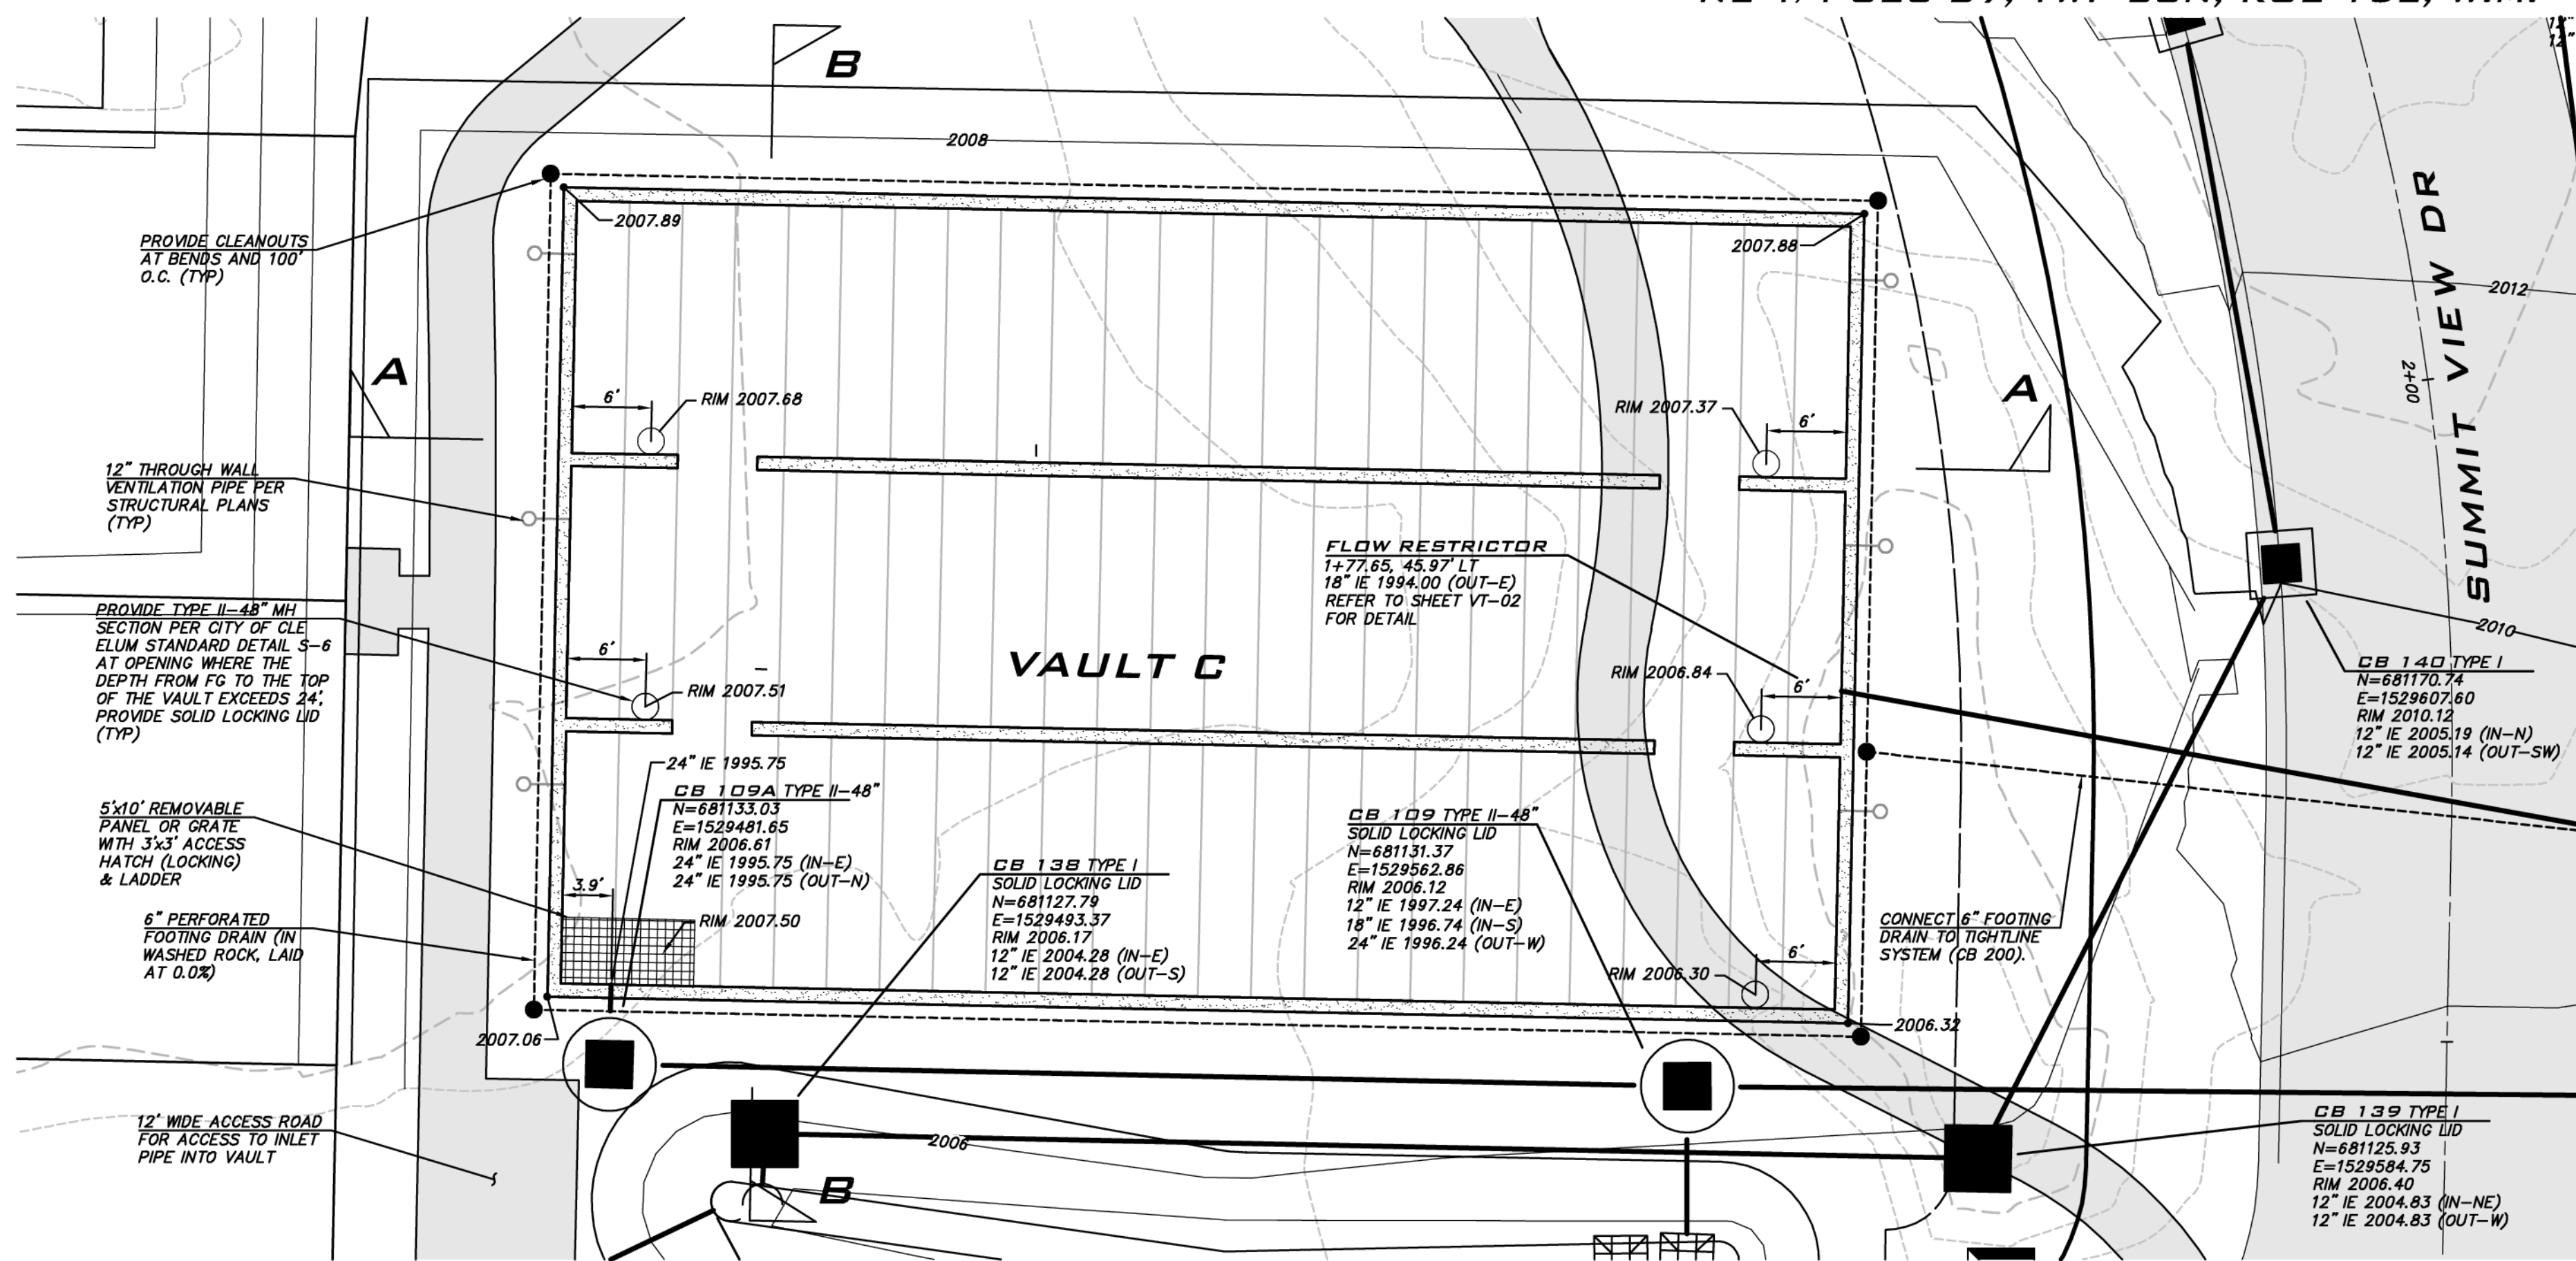 B
2008
2007.89
2007.88
PROVIDE CLEANOUTS
AT BENDS AND 100'
O.C. (TYP)
SUMMIT VIEW DR
2012
2+00
A
A
6'
RIM 2007.68
RIM 2007.37
6'
12" THROUGH WALL
VENTILATION PIPE PER
STRUCTURAL PLANS
(TYP)
FLOW RESTRICTOR
1+77.65, 45.97' LT
18" IE 1994.00 (OUT-E)
REFER TO SHEET VT-02
FOR DETAIL
PROVIDE TYPE II-48" MH
SECTION PER CITY OF CLE
ELUM STANDARD DETAIL S-6
AT OPENING WHERE THE
DEPTH FROM FG TO THE TOP
OF THE VAULT EXCEEDS 24',
PROVIDE SOLID LOCKING LID
(TYP)
6'
RIM 2007.51
VAULT C
RIM 2006.84
6'
2010
CB 140 TYPE I
N=681170.74
E=1529607.60
RIM 2010.12
12" IE 2005.19 (IN-N)
12" IE 2005.14 (OUT-SW)
24" IE 1995.75
CB 109A TYPE II-48"
N=681133.03
E=1529481.65
RIM 2006.61
24" IE 1995.75 (IN-E)
24" IE 1995.75 (OUT-N)
5'x10' REMOVABLE
PANEL OR GRATE
WITH 3'x3' ACCESS
HATCH (LOCKING)
& LADDER
3.9'
RIM 2007.50
CB 138 TYPE I
SOLID LOCKING LID
N=681127.79
E=1529493.37
RIM 2006.17
12" IE 2004.28 (IN-E)
12" IE 2004.28 (OUT-S)
CB 109 TYPE II-48"
SOLID LOCKING LID
N=681131.37
E=1529562.86
RIM 2006.12
12" IE 1997.24 (IN-E)
18" IE 1996.74 (IN-S)
24" IE 1996.24 (OUT-W)
6" PERFORATED
FOOTING DRAIN (IN
WASHED ROCK, LAID
AT 0.0%)
RIM 2006.30
6'
CONNECT 6" FOOTING
DRAIN TO TIGHTLINE
SYSTEM (CB 200).
2007.06
2006.32
12' WIDE ACCESS ROAD
FOR ACCESS TO INLET
PIPE INTO VAULT
2006
B
CB 139 TYPE I
SOLID LOCKING LID
N=681125.93
E=1529584.75
RIM 2006.40
12" IE 2004.83 (IN-NE)
12" IE 2004.83 (OUT-W)